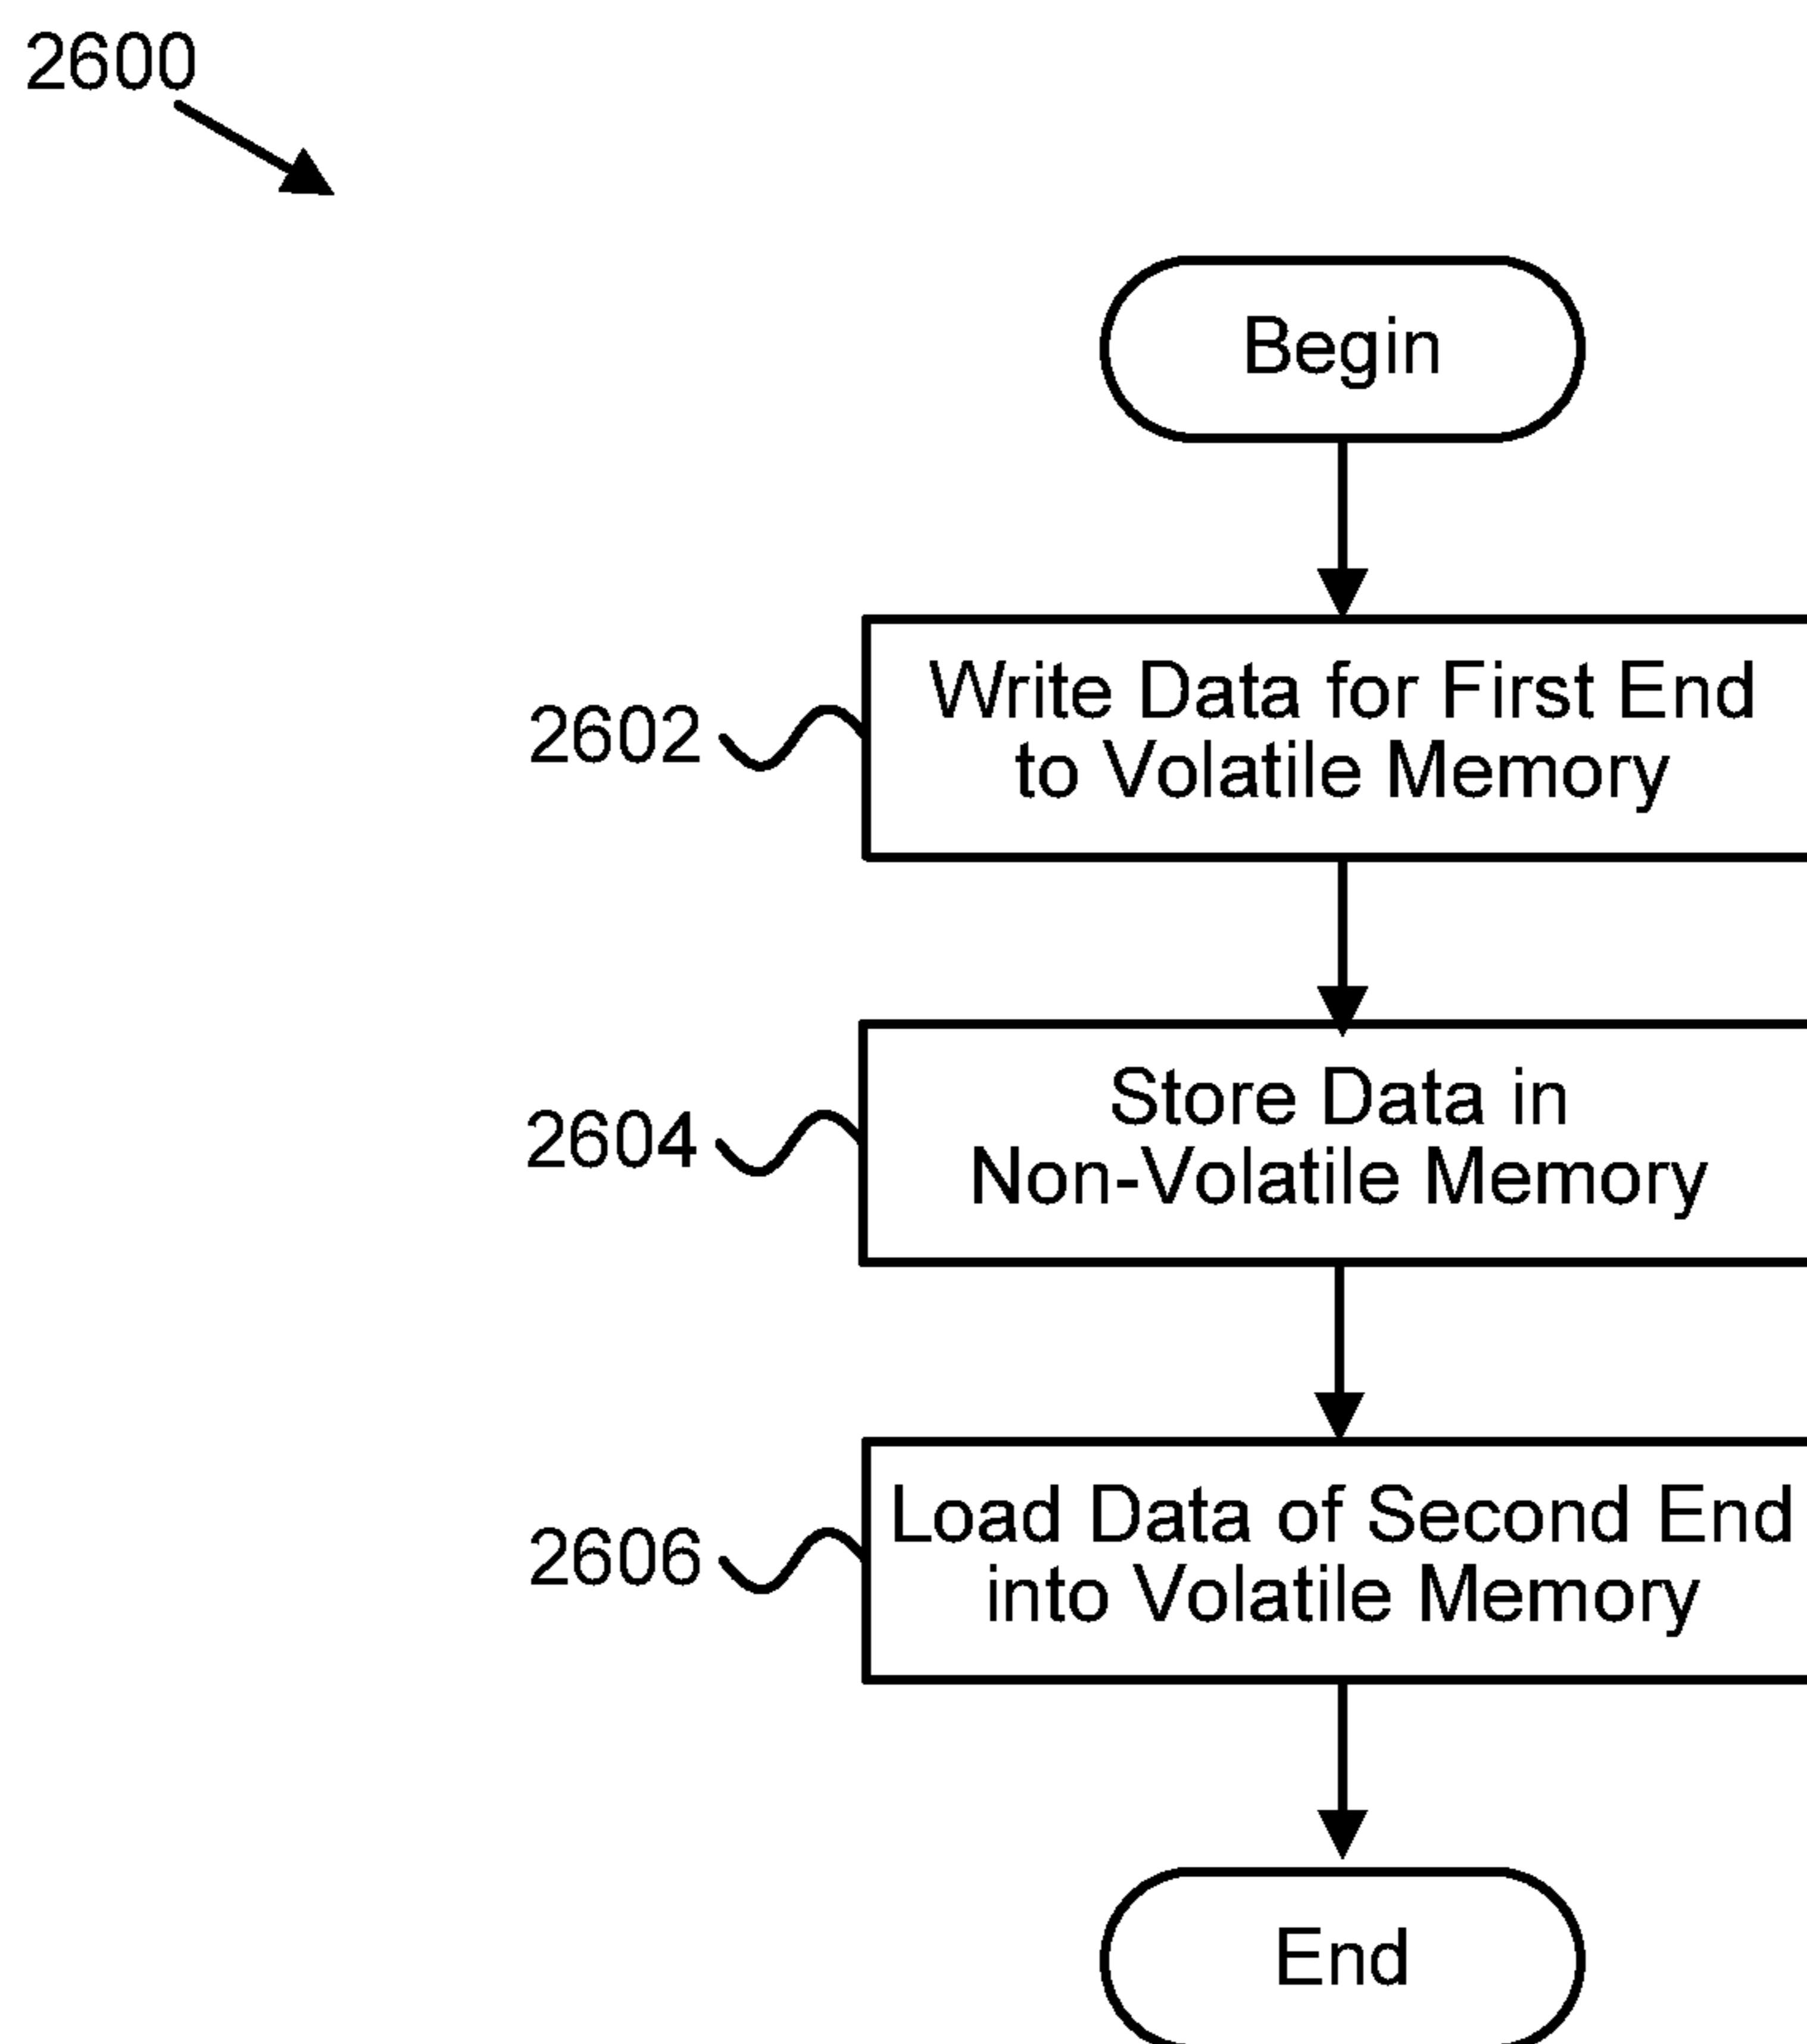 2600
Begin
2602
Write Data for First End
to Volatile Memory
2604
Store Data in
Non-Volatile Memory
2606
Load Data of Second End
into Volatile Memory
End